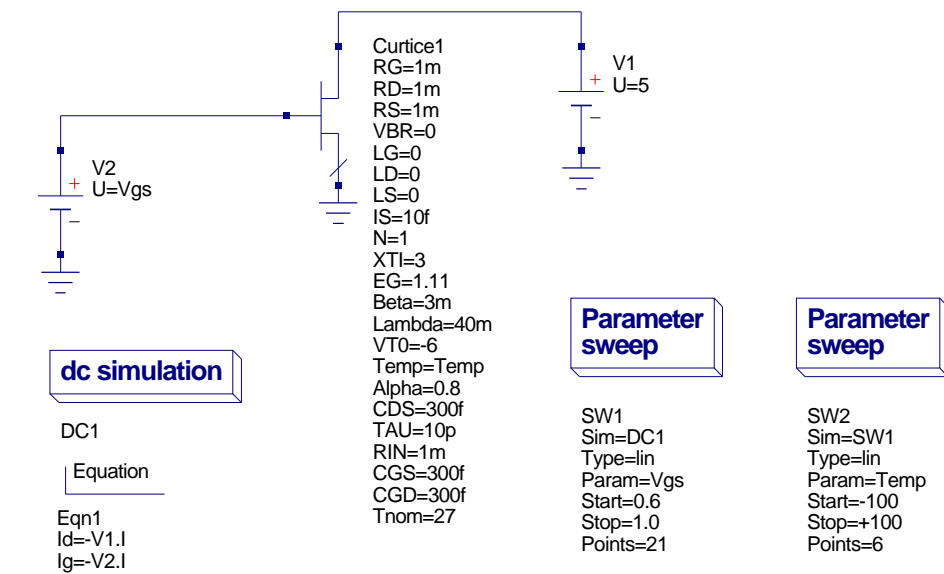 Curtice1
RG=1m
RD=1m
RS=1m
VBR=0
LG=0
LD=0
LS=0
IS=10f
N=1
XTI=3
EG=1.11
Beta=3m
Lambda=40m
VT0=-6
Temp=Temp
Alpha=0.8
CDS=300f
TAU=10p
RIN=1m
CGS=300f
CGD=300f
Tnom=27
V1
U=5
+
_
V2
U=Vgs
+
_
dc simulation
DC1
Equation
Eqn1
Id=-V1.I
Ig=-V2.I
Parameter
sweep
SW1
Sim=DC1
Type=lin
Param=Vgs
Start=0.6
Stop=1.0
Points=21
Parameter
sweep
SW2
Sim=SW1
Type=lin
Param=Temp
Start=-100
Stop=+100
Points=6